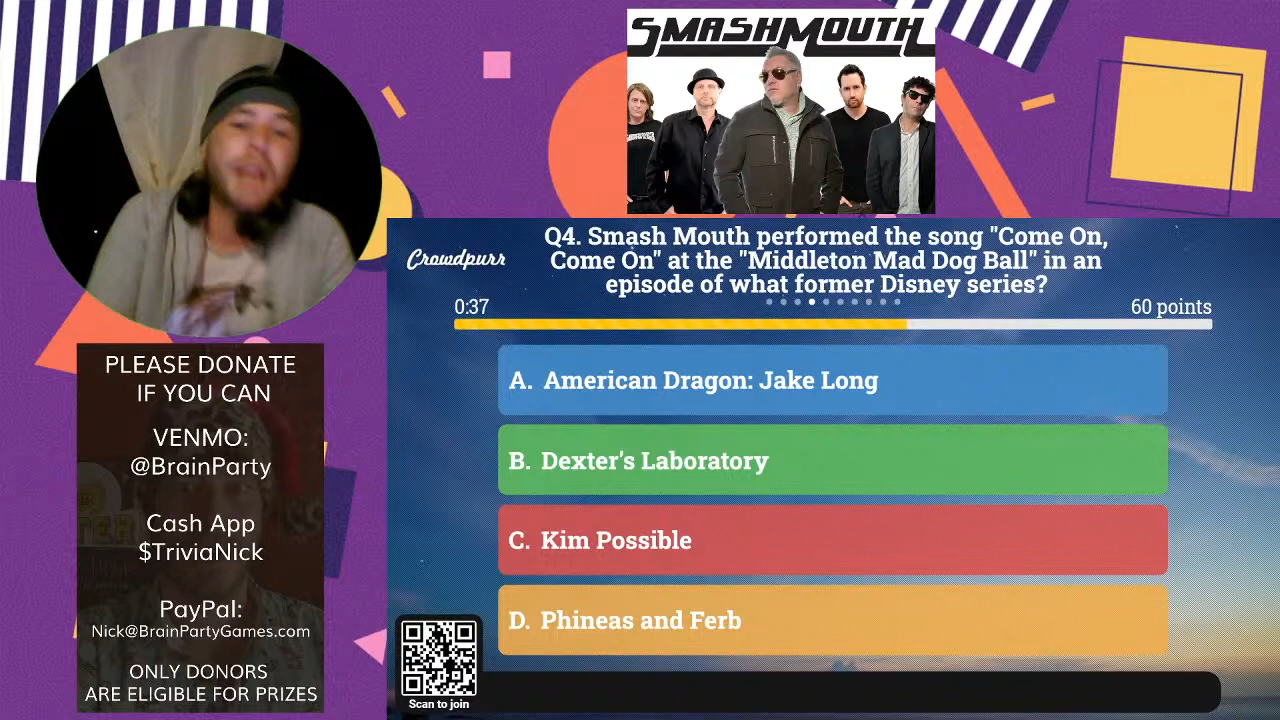 SMASHMOUTH
Crowdpurr
Q4. Smash Mouth performed the song "Come On,
Come On" at the "Middleton Mad Dog Ball" in an
episode of what former Disney series?
0:37
60 points
A. American Dragon: Jake Long
B. Dexter's Laboratory
C. Kim Possible
D. Phineas and Ferb
Scan to join
PLEASE DONATE
IF YOU CAN
VENMO:
@BrainParty
Cash App
$TriviaNick
PayPal:
Nick@BrainPartyGames.com
ONLY DONORS
ARE ELIGIBLE FOR PRIZES